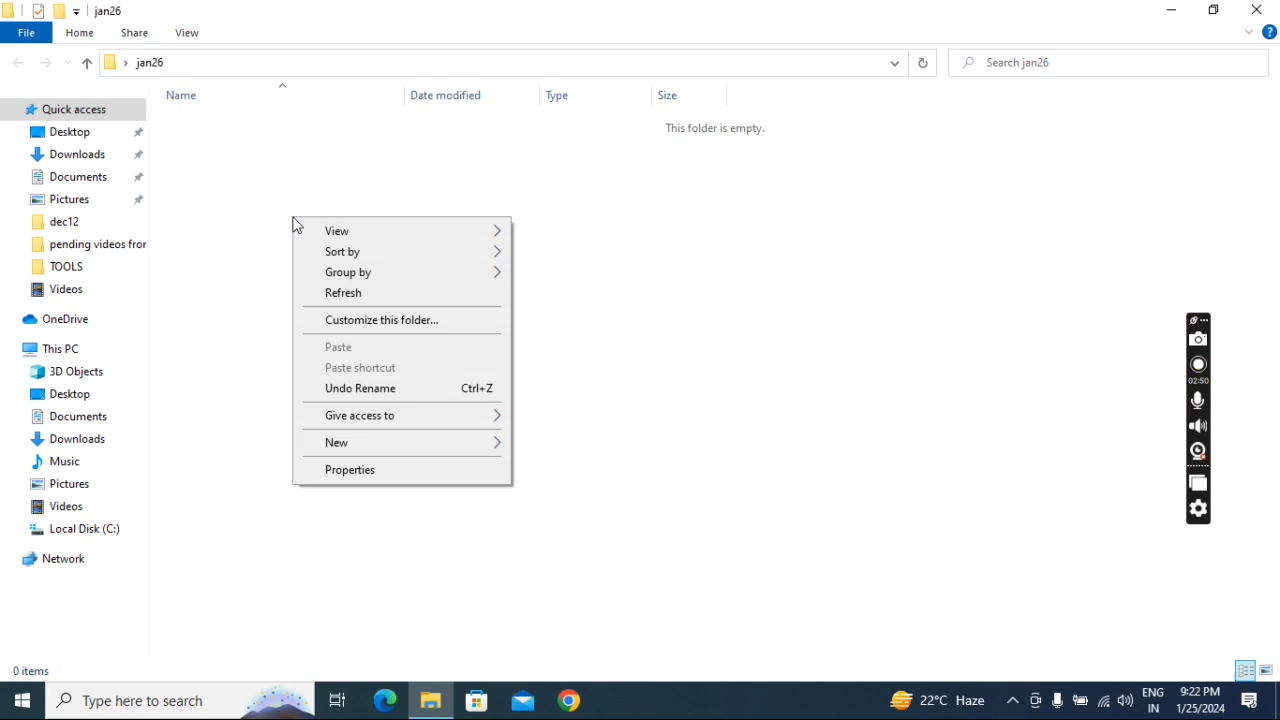 jan26
File Home Share View
jan26
Search jan26
Name Date modified Type Size
This folder is empty.
Quick access
Desktop
Downloads
Documents
Pictures
dec12
pending videos fror
TOOLS
Videos
OneDrive
This PC
3D Objects
Desktop
Documents
Downloads
Music
Pictures
Videos
Local Disk (C:)
Network
View
Sort by
Group by
Refresh
Customize this folder...
Paste
Paste shortcut
Undo Rename Ctrl+Z
Give access to
New
Properties
02:50
0 items
Type here to search
22°C Haze
ENG
IN
9:22 PM
1/25/2024